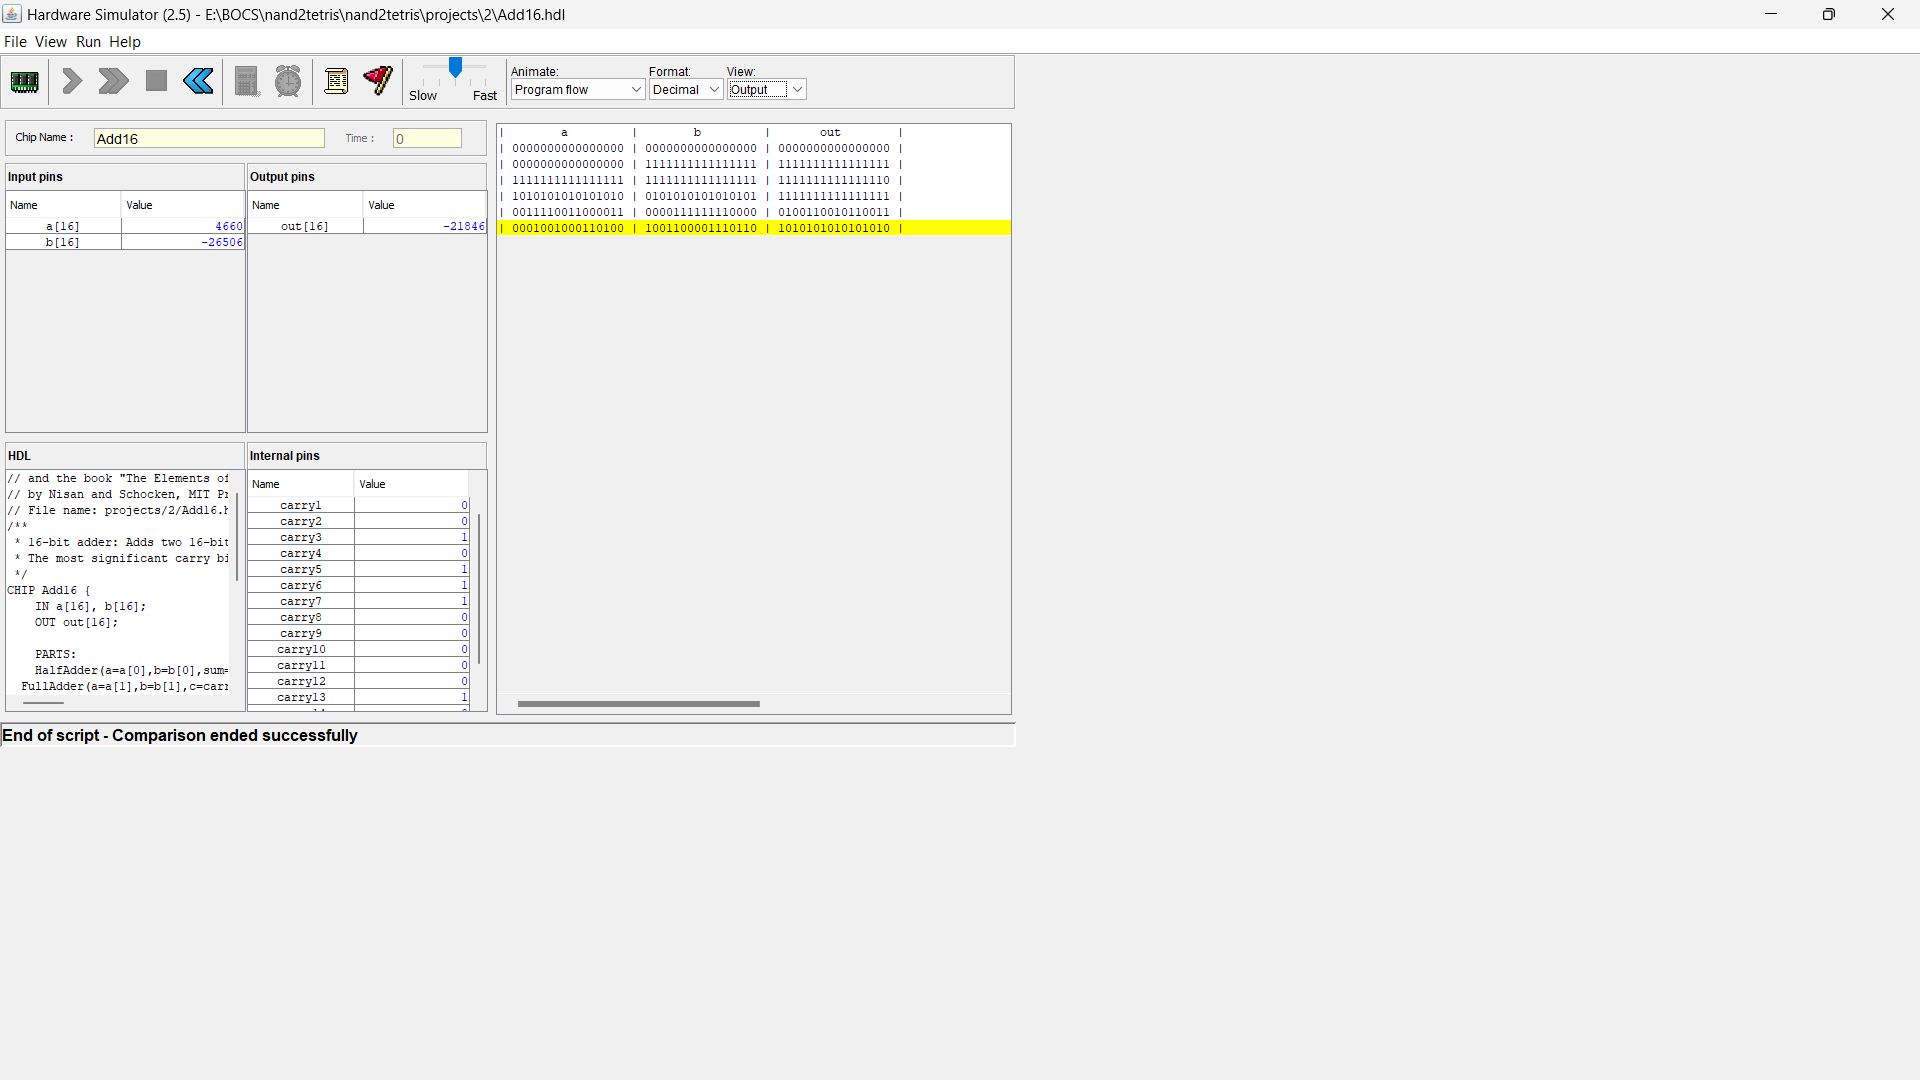 Hardware Simulator (2.5) - E:\BOCS\nand2tetris\nand2tetris\projects\2\Add16.hdl
File View Run Help
Slow Fast
Animate: Format: View:
Program flow Decimal Output
Chip Name : Add16 Time : 0
Input pins
Name Value
a[16] 4660
b[16] -26506
Output pins
Name Value
out[16] -21846
| a | b | out |
| 0000000000000000 | 0000000000000000 | 0000000000000000 |
| 0000000000000000 | 1111111111111111 | 1111111111111111 |
| 1111111111111111 | 1111111111111111 | 1111111111111110 |
| 1010101010101010 | 0101010101010101 | 1111111111111111 |
| 0011110011000011 | 0000111111110000 | 0100110010110011 |
| 0001001000110100 | 1001100001110110 | 1010101010101010 |
HDL
// and the book "The Elements of
// by Nisan and Schocken, MIT Pr
// File name: projects/2/Add16.h
/**
* 16-bit adder: Adds two 16-bit
* The most significant carry bi
*/
CHIP Add16 {
IN a[16], b[16];
OUT out[16];
PARTS:
HalfAdder(a=a[0],b=b[0],sum=
FullAdder(a=a[1],b=b[1],c=carr
Internal pins
Name Value
carry1 0
carry2 0
carry3 1
carry4 0
carry5 1
carry6 1
carry7 1
carry8 0
carry9 0
carry10 0
carry11 0
carry12 0
carry13 1
End of script - Comparison ended successfully